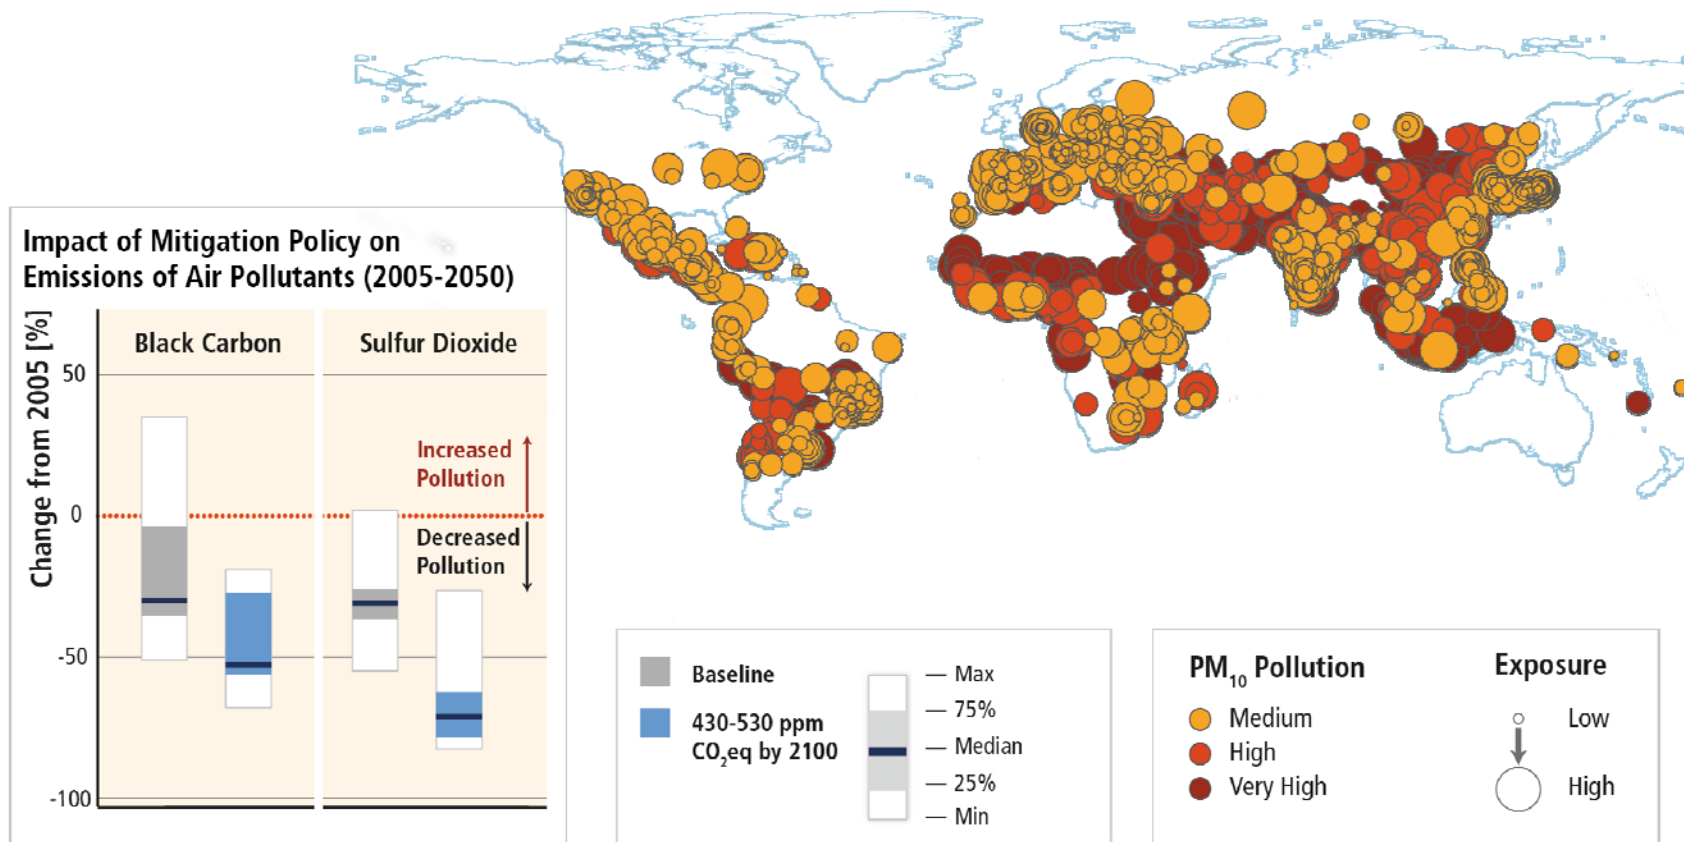 Impact of Mitigation Policy on
Emissions of Air Pollutants (2005-2050)
Change from 2005 [%]
Black Carbon
Sulfur Dioxide
50
0
-50
-100
Increased
Pollution
Decreased
Pollution
Baseline
430-530 ppm
CO₂eq by 2100
Max
75%
Median
25%
Min
PM₁₀ Pollution
Medium
High
Very High
Exposure
Low
High